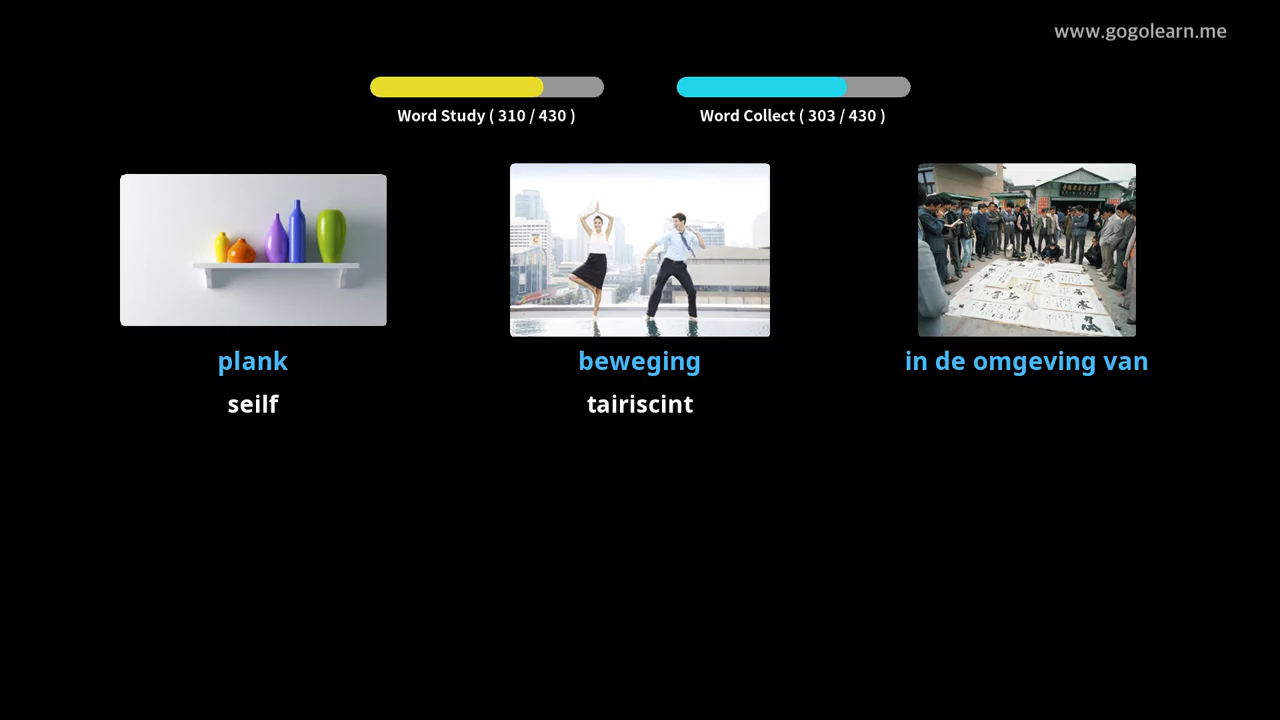 www.gogolearn.me
Word Study ( 310 / 430 )
Word Collect ( 303 / 430 )
plank
beweging
in de omgeving van
seilf
tairiscint